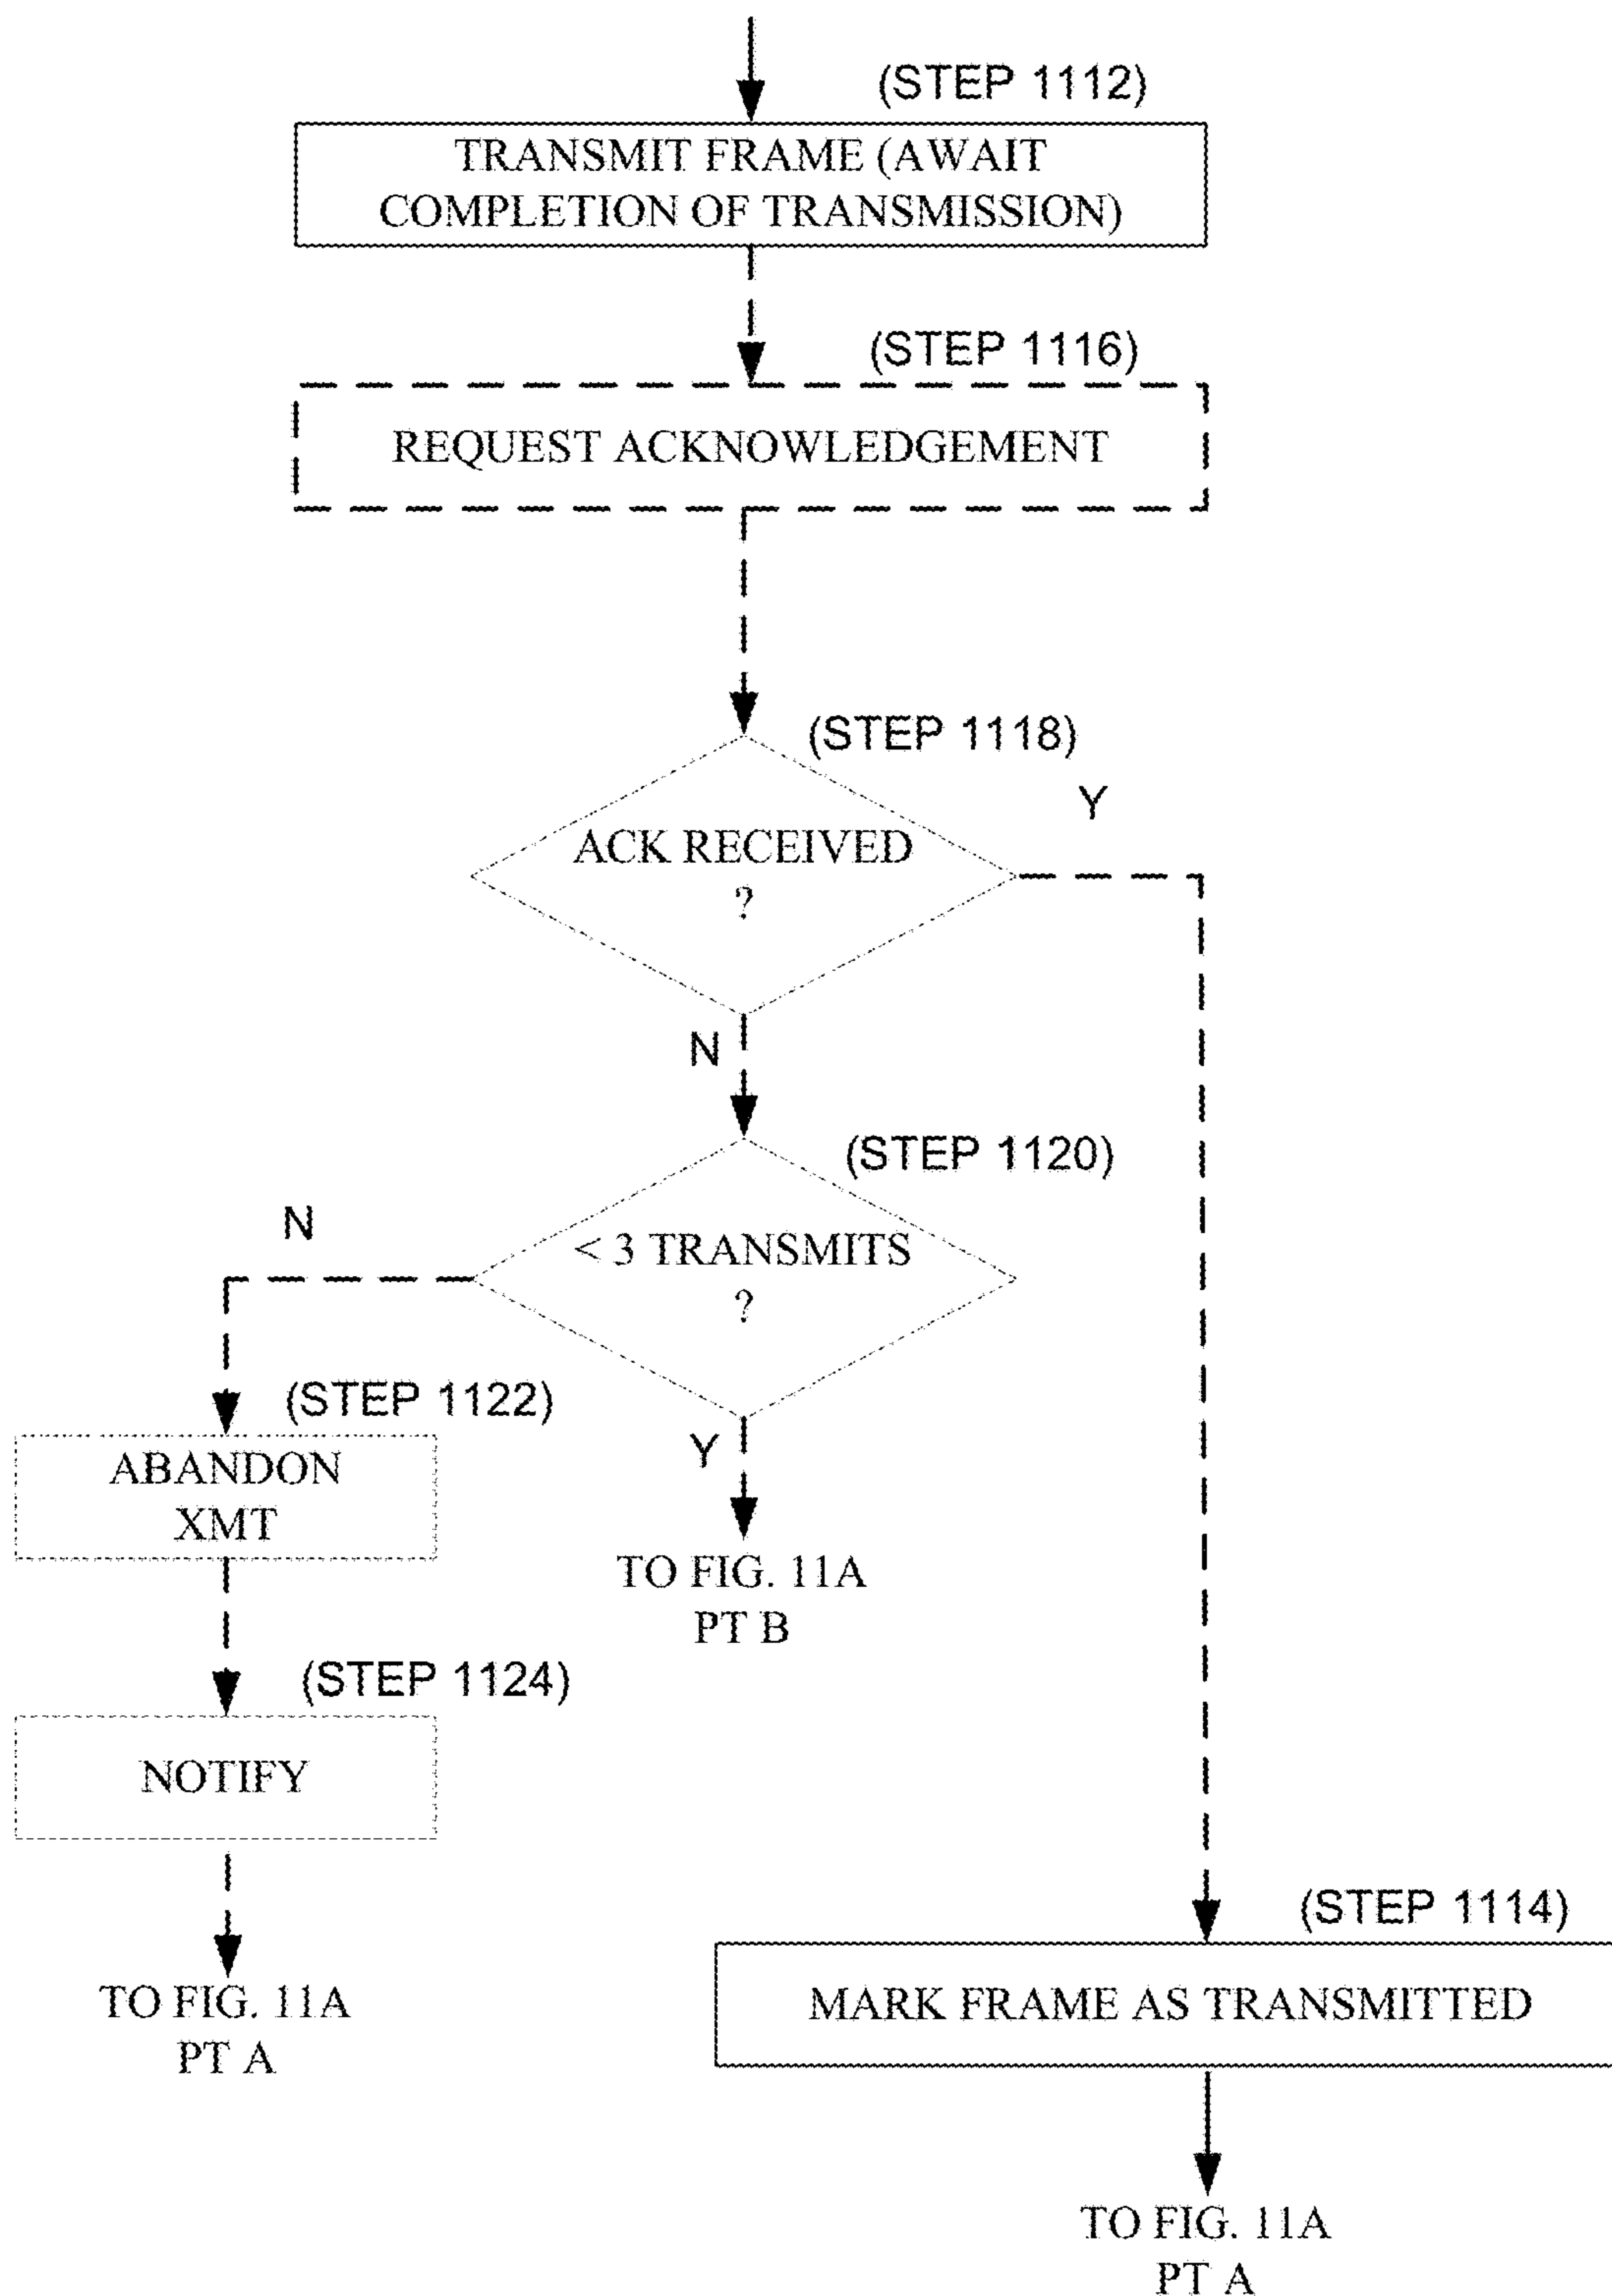 (STEP 1112)
TRANSMIT FRAME (AWAIT
COMPLETION OF TRANSMISSION)
(STEP 1116)
REQUEST ACKNOWLEDGEMENT
(STEP 1118)
Y
ACK RECEIVED
?
N
(STEP 1120)
N
< 3 TRANSMITS
?
(STEP 1122)
Y
ABANDON
XMT
TO FIG. 11A
PT B
(STEP 1124)
NOTIFY
(STEP 1114)
TO FIG. 11A
PT A
MARK FRAME AS TRANSMITTED
TO FIG. 11A
PT A